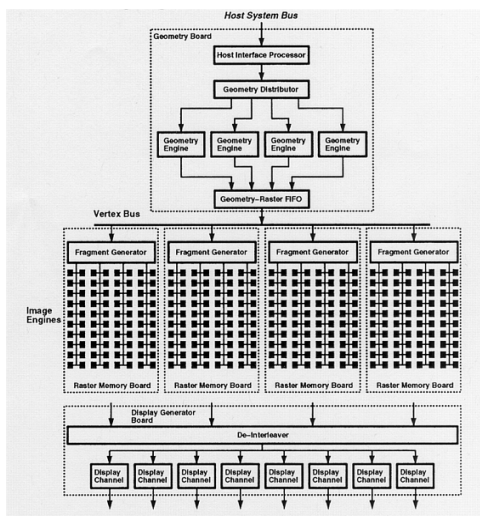 Host System Bus
Geometry Board
Host Interface Processor
Geometry Distributor
Geometry
Engine
Geometry
Engine
Geometry
Engine
Geometry
Engine
Geometry-Raster FIFO
Vertex Bus
Fragment Generator
Fragment Generator
Fragment Generator
Fragment Generator
Image
Engines
Raster Memory Board
Raster Memory Board
Raster Memory Board
Raster Memory Board
Display Generator
Board
De-Interleaver
Display
Channel
Display
Channel
Display
Channel
Display
Channel
Display
Channel
Display
Channel
Display
Channel
Display
Channel